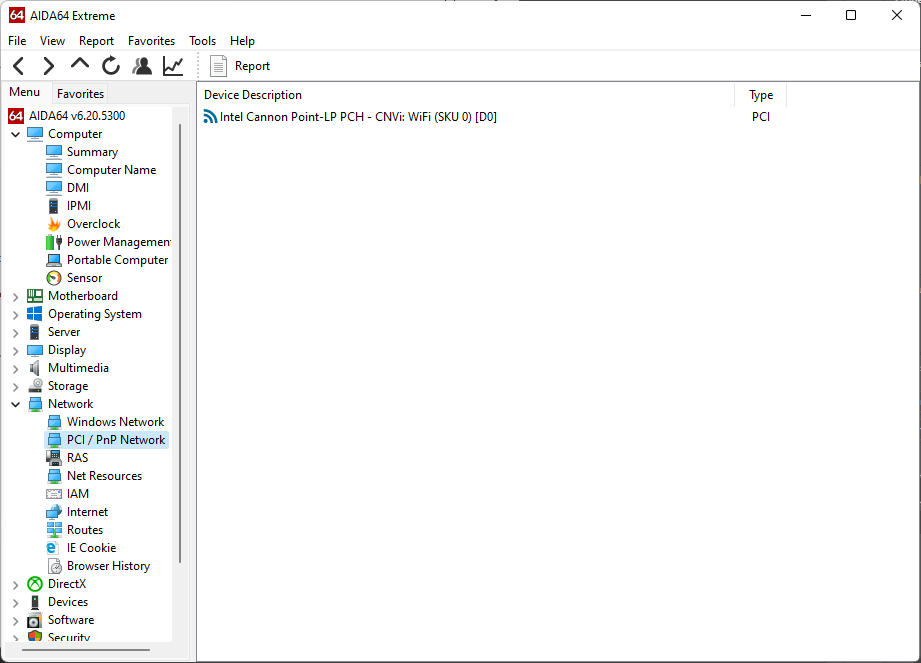 64 AIDA64 Extreme
File View Report Favorites Tools Help
Report
Menu Favorites
Device Description Type
64 AIDA64 v6.20.5300
Intel Cannon Point-LP PCH - CNVi: WiFi (SKU 0) [D0] PCI
Computer
Summary
Computer Name
DMI
IPMI
Overclock
Power Managemen
Portable Computer
Sensor
Motherboard
Operating System
Server
Display
Multimedia
Storage
Network
Windows Network
PCI / PnP Network
RAS
Net Resources
IAM
Internet
Routes
IE Cookie
Browser History
DirectX
Devices
Software
Security